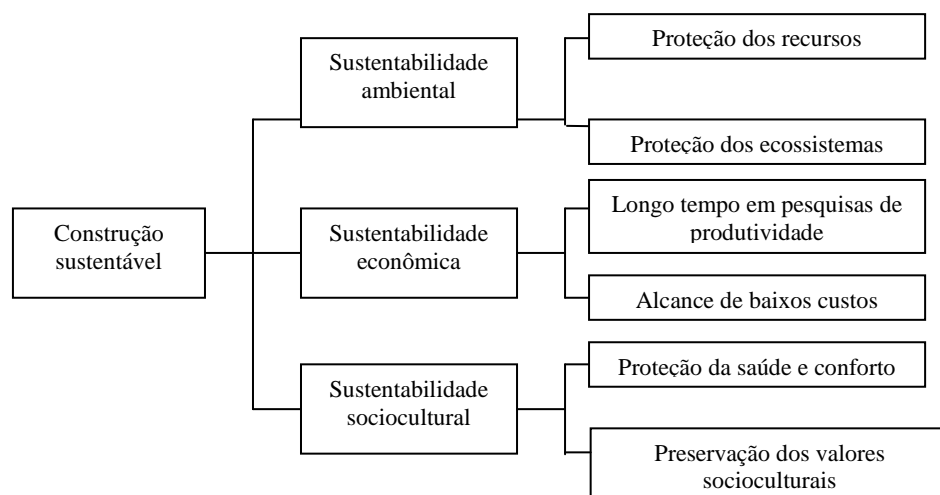 Construção
sustentável
Sustentabilidade
ambiental
Proteção dos recursos
Proteção dos ecossistemas
Sustentabilidade
econômica
Longo tempo em pesquisas de
produtividade
Alcance de baixos custos
Sustentabilidade
sociocultural
Proteção da saúde e conforto
Preservação dos valores
socioculturais